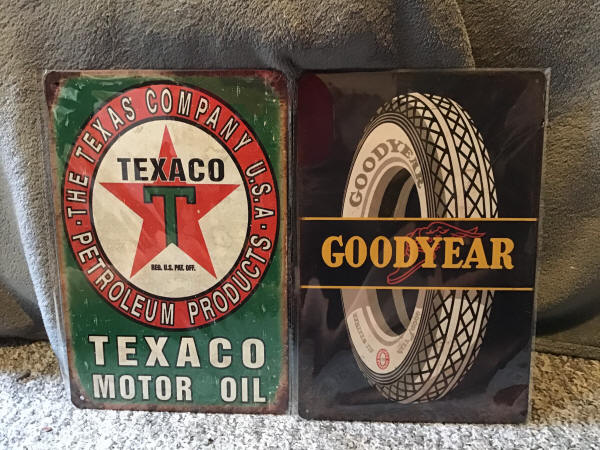 THE TEXAS COMPANY U.S.A.
TEXACO
T
REG. U.S. PAT. OFF.
PETROLEUM PRODUCTS
TEXACO
MOTOR OIL
GOODYEAR
GOODYEAR